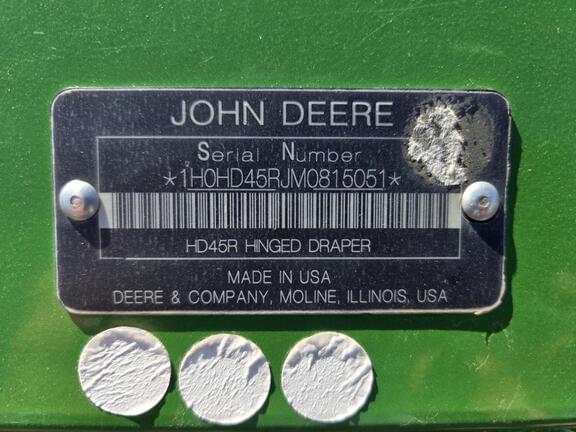 JOHN DEERE
Serial Number
*1H0HD45RJM0815051*
HD45R HINGED DRAPER
MADE IN USA
DEERE & COMPANY, MOLINE, ILLINOIS, USA